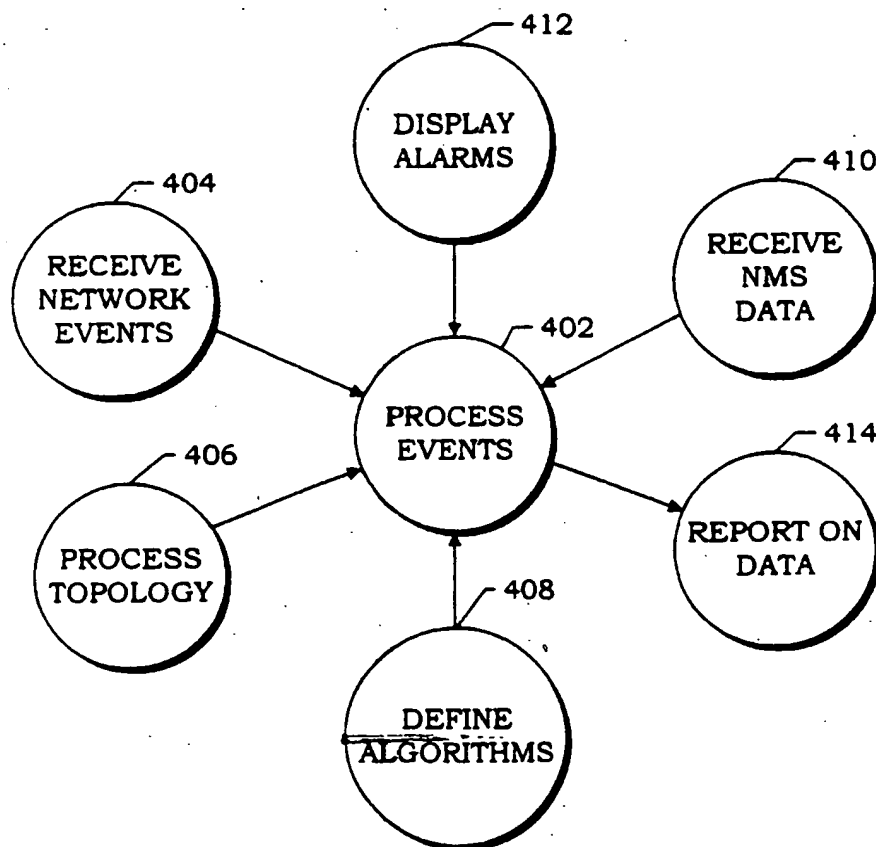 412
DISPLAY
ALARMS
404
RECEIVE
NETWORK
EVENTS
410
RECEIVE
NMS
DATA
402
PROCESS
EVENTS
406
PROCESS
TOPOLOGY
414
REPORT ON
DATA
408
DEFINE
ALGORITHMS